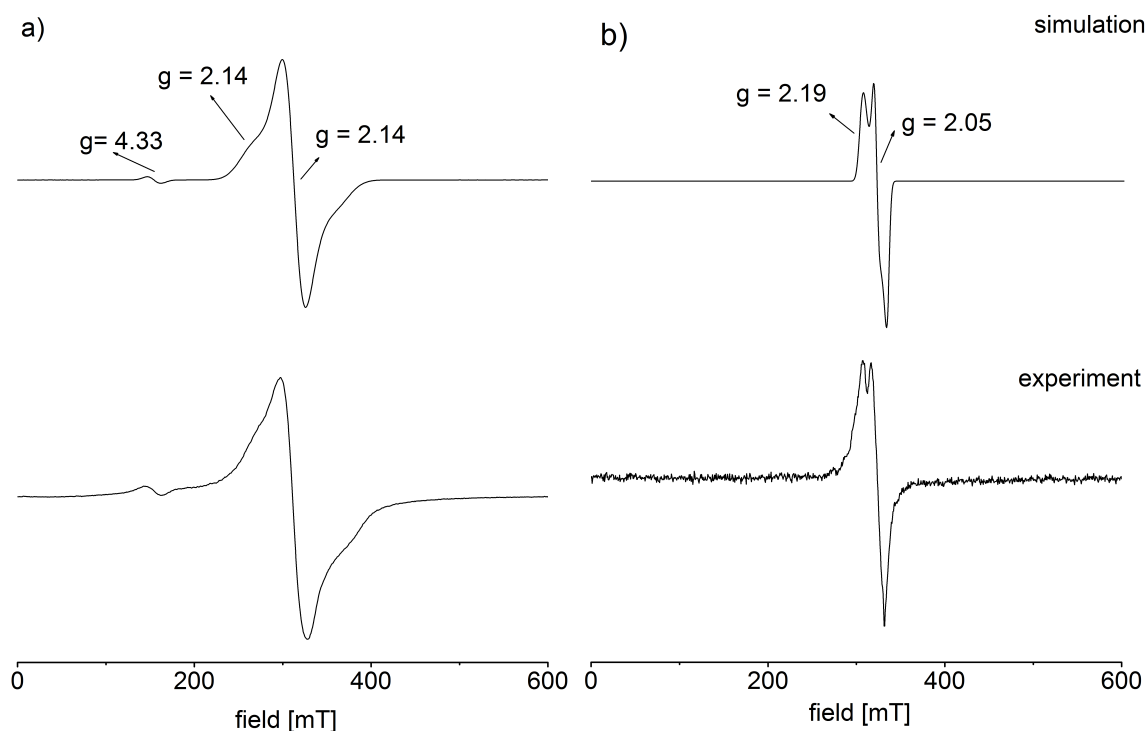 a)
b)
simulation
g = 2.14
g= 4.33
g = 2.14
g = 2.19
g = 2.05
experiment
0
200
400
600
field [mT]
0
200
400
600
field [mT]